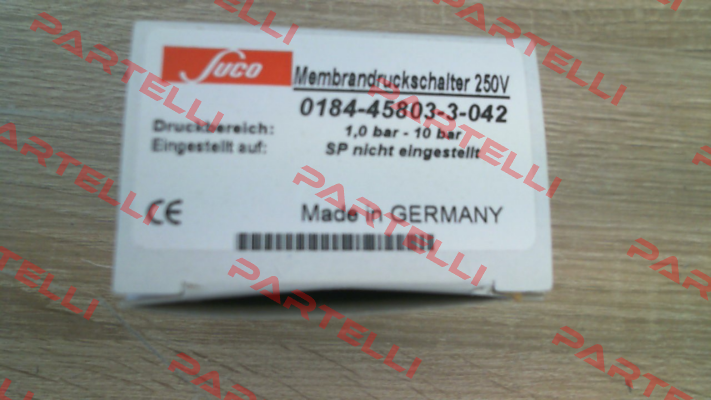 Suco
Membrandruckschalter 250V
0184-45803-3-042
Druckbereich: 1,0 bar - 10 bar
Eingestellt auf: SP nicht eingestellt
CE Made in GERMANY
PARTELLI
PARTELLI
PARTELLI
PARTELLI
PARTELLI
PARTELLI
PARTELLI